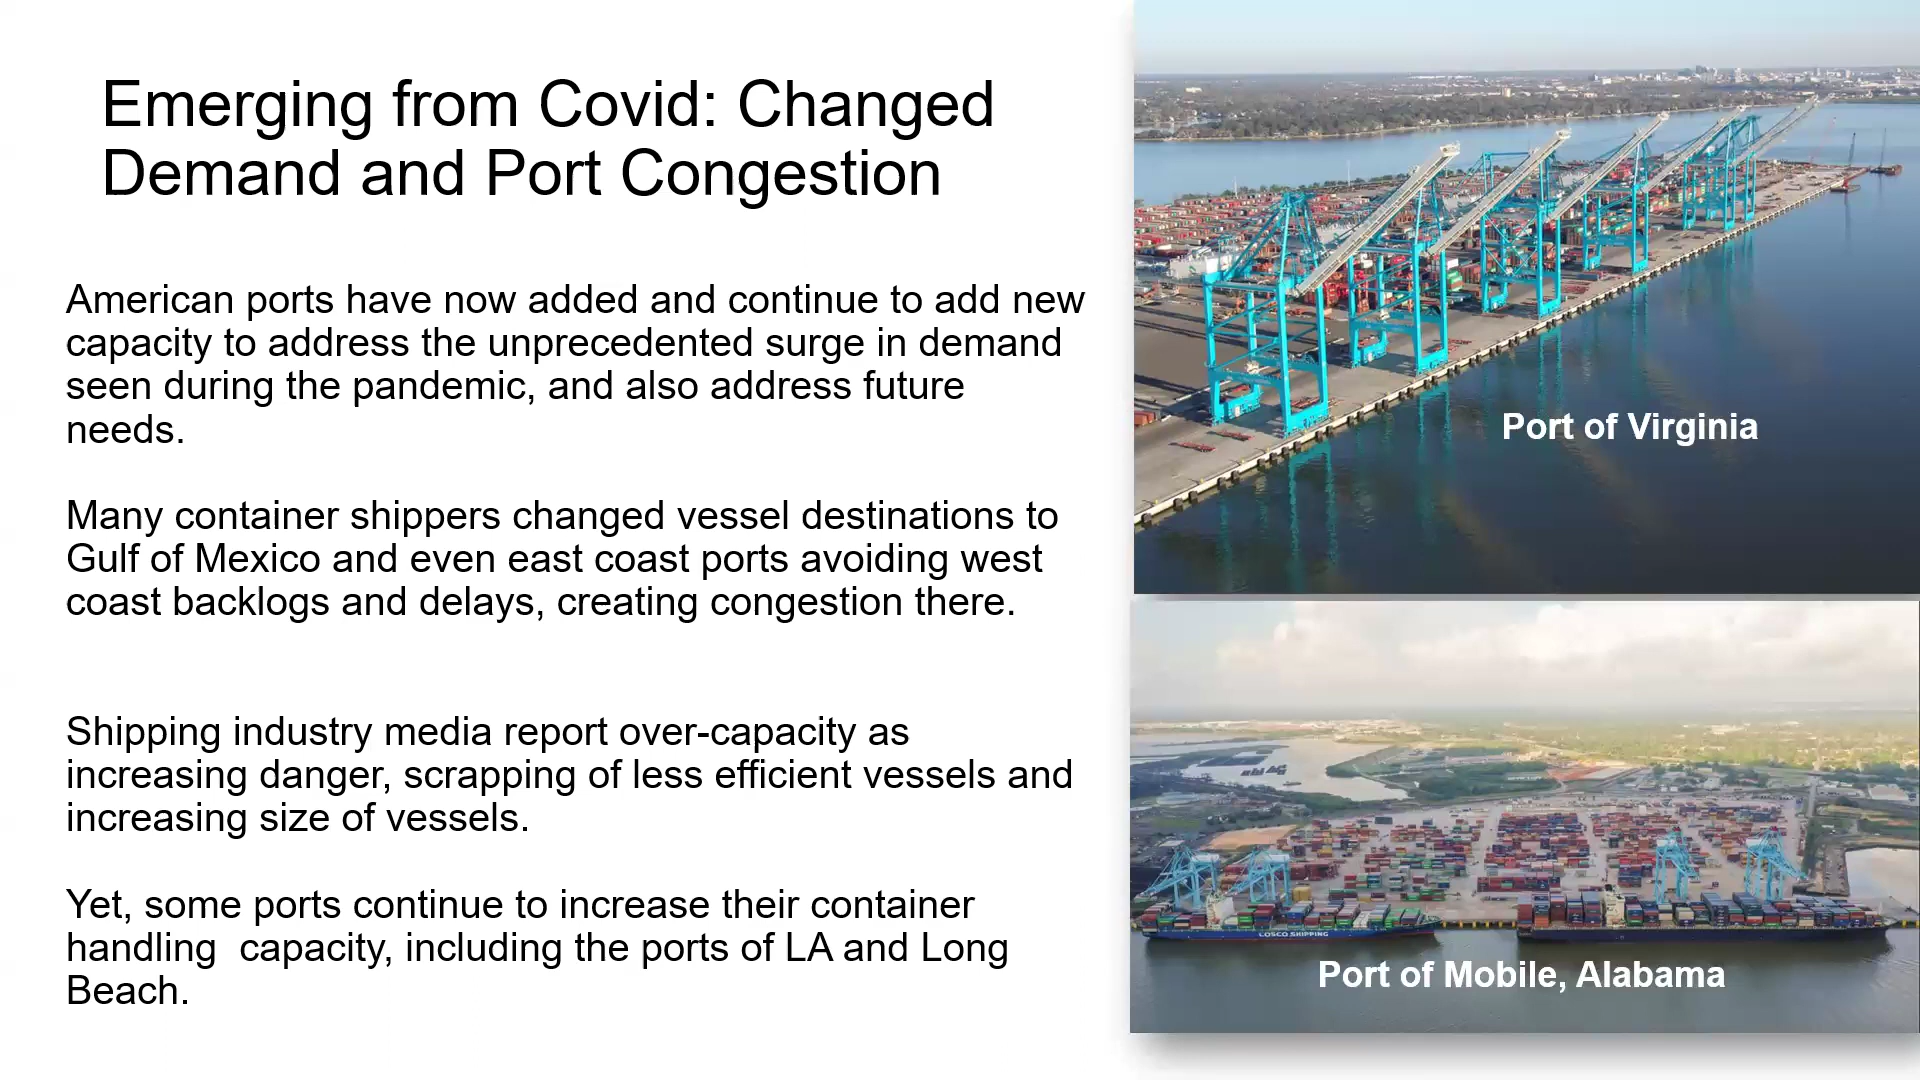 Emerging from Covid: Changed
Demand and Port Congestion
American ports have now added and continue to add new
capacity to address the unprecedented surge in demand
seen during the pandemic, and also address future
needs.
Many container shippers changed vessel destinations to
Gulf of Mexico and even east coast ports avoiding west
coast backlogs and delays, creating congestion there.
Shipping industry media report over-capacity as
increasing danger, scrapping of less efficient vessels and
increasing size of vessels.
Yet, some ports continue to increase their container
handling  capacity, including the ports of LA and Long
Beach.
Port of Virginia
SHIPPING
Port of Mobile, Alabama